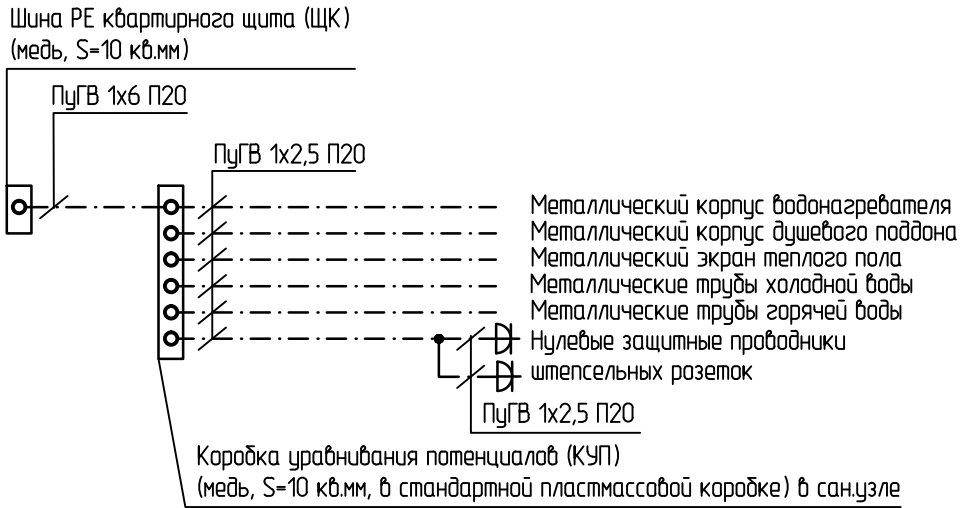 Шина РЕ квартирного щита (ЩК)
(медь, S=10 кв.мм)
ПуГВ 1х6 П20
ПуГВ 1х2,5 П20
Металлический корпус водонагревателя
Металлический корпус душевого поддона
Металлический экран теплого пола
Металлические трубы холодной воды
Металлические трубы горячей воды
Нулевые защитные проводники
штепсельных розеток
ПуГВ 1х2,5 П20
Коробка уравнивания потенциалов (КУП)
(медь, S=10 кв.мм, в стандартной пластмассовой коробке) в сан.узле